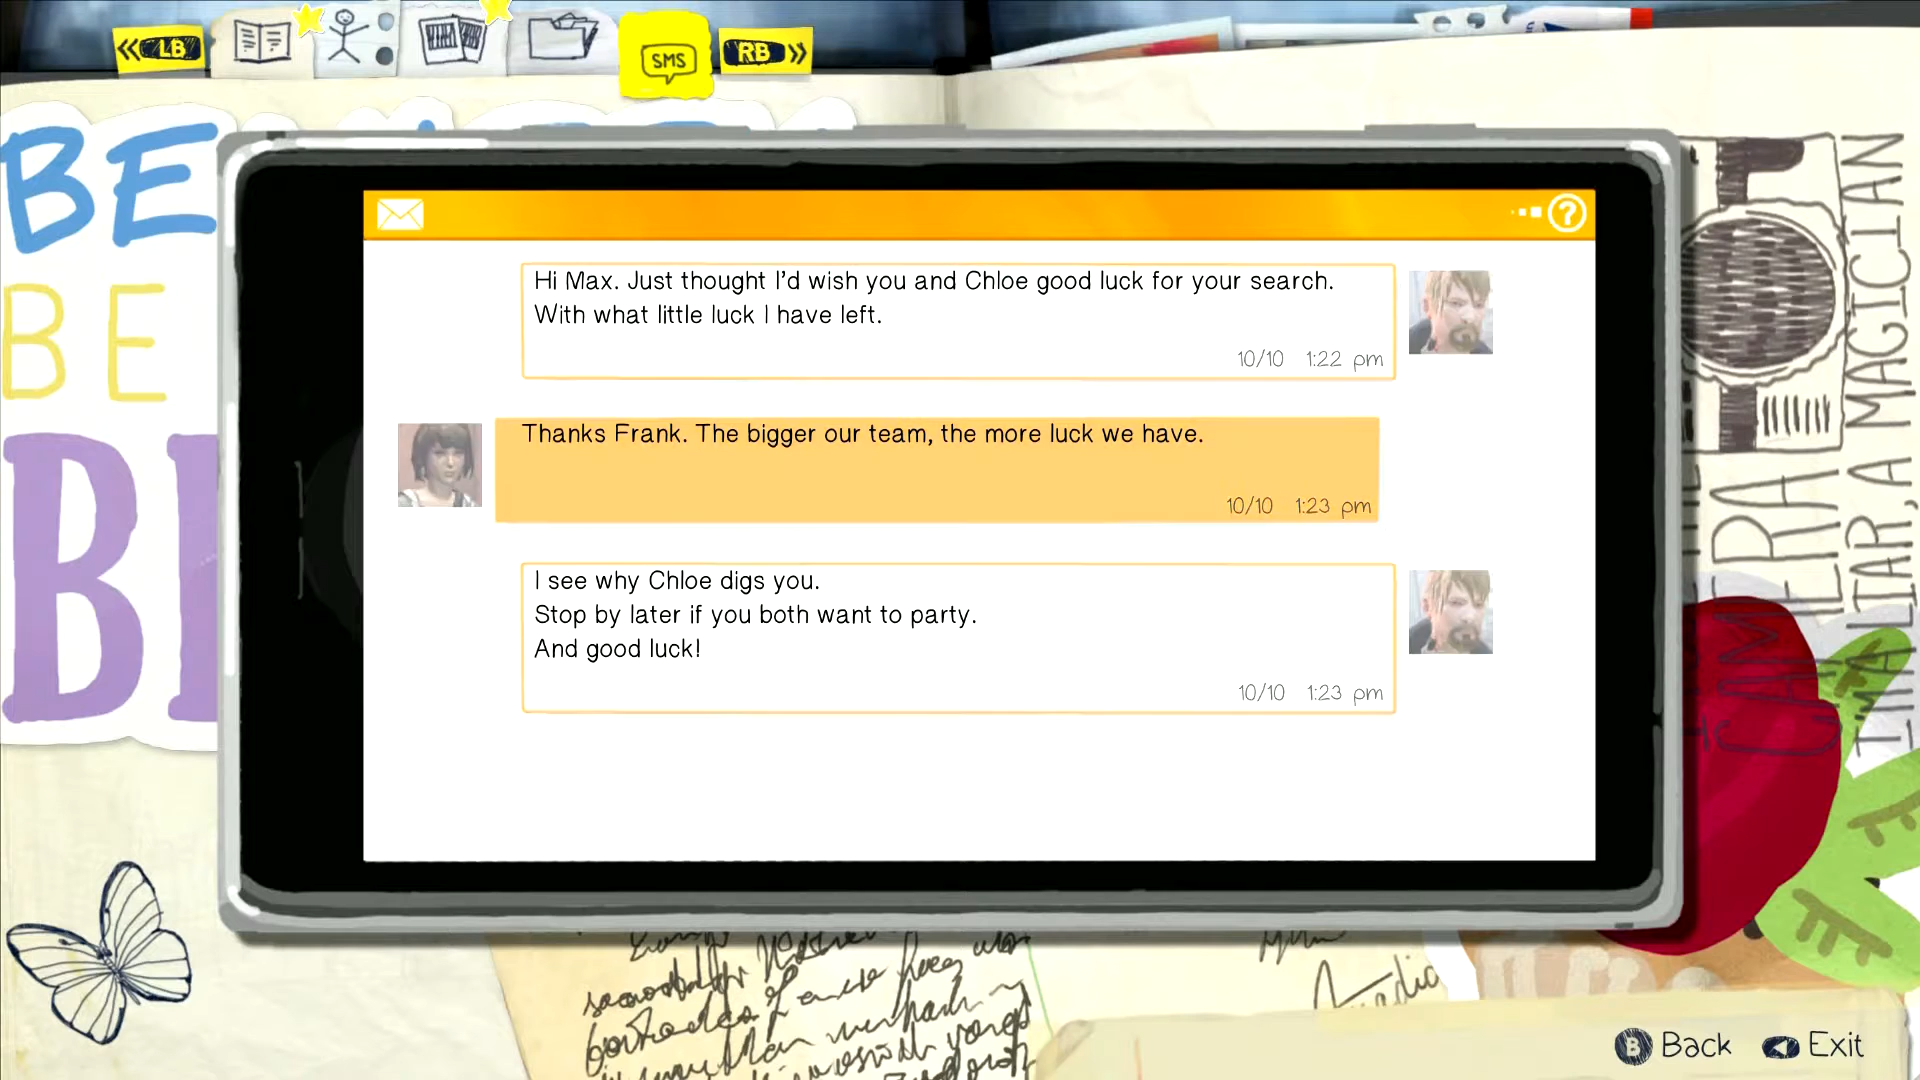 LB
SMS
RB
BE
BE
Hi Max. Just thought I'd wish you and Chloe good luck for your search.
With what little luck I have left.
10/10 1:22 pm
Thanks Frank. The bigger our team, the more luck we have.
10/10 1:23 pm
I see why Chloe digs you.
Stop by later if you both want to party.
And good luck!
10/10 1:23 pm
CAMERA
LIAR, A MAGICIAN
B Back
Exit